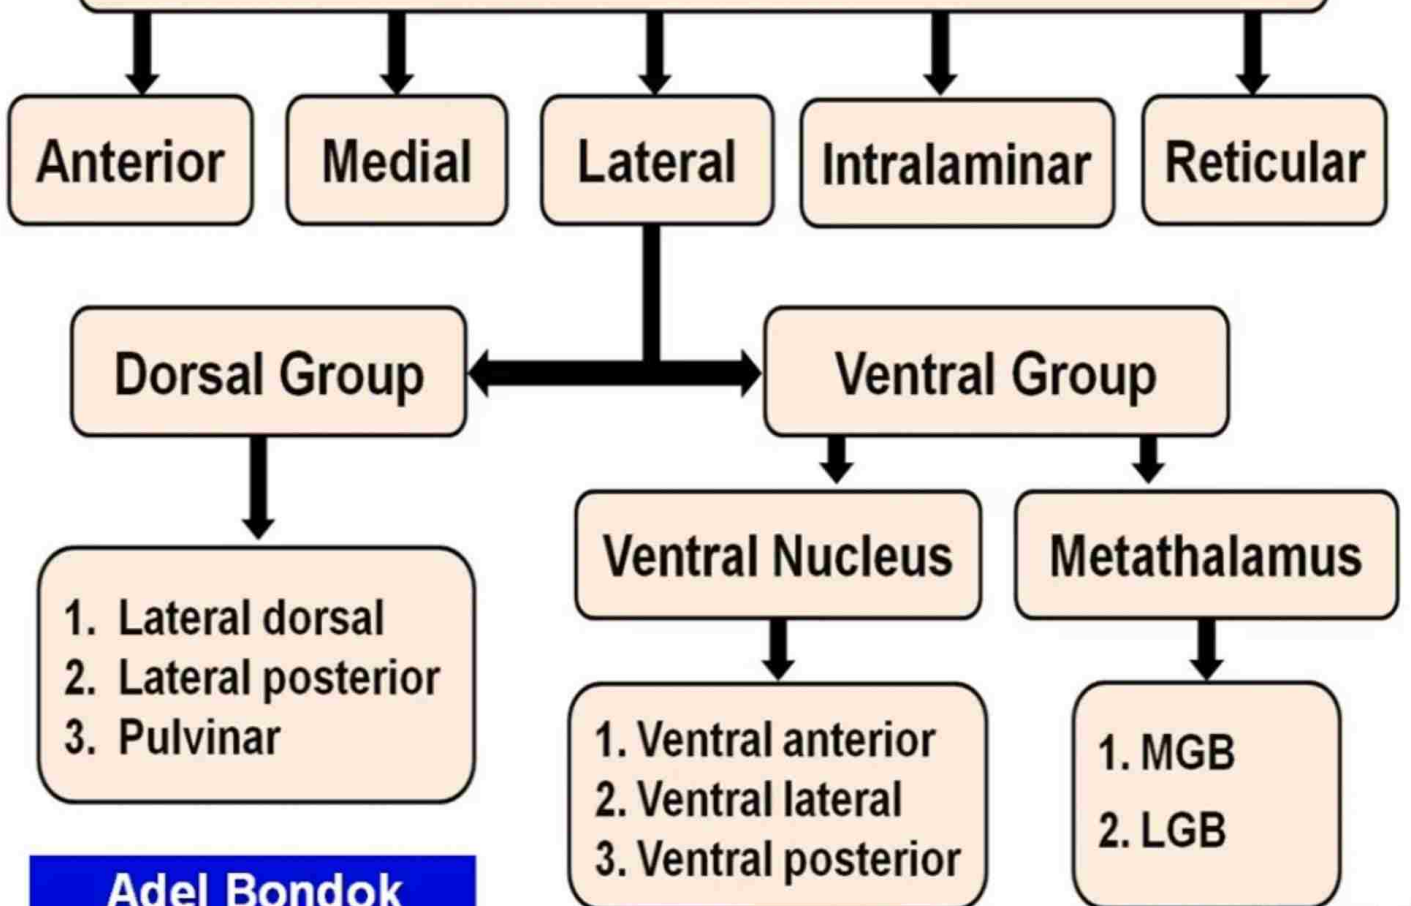 Anterior
Medial
Lateral
Intralaminar
Reticular
Dorsal Group
Ventral Group
Ventral Nucleus
Metathalamus
1. Lateral dorsal
2. Lateral posterior
3. Pulvinar
1. Ventral anterior
2. Ventral lateral
3. Ventral posterior
1. MGB
2. LGB
Adel Bondok